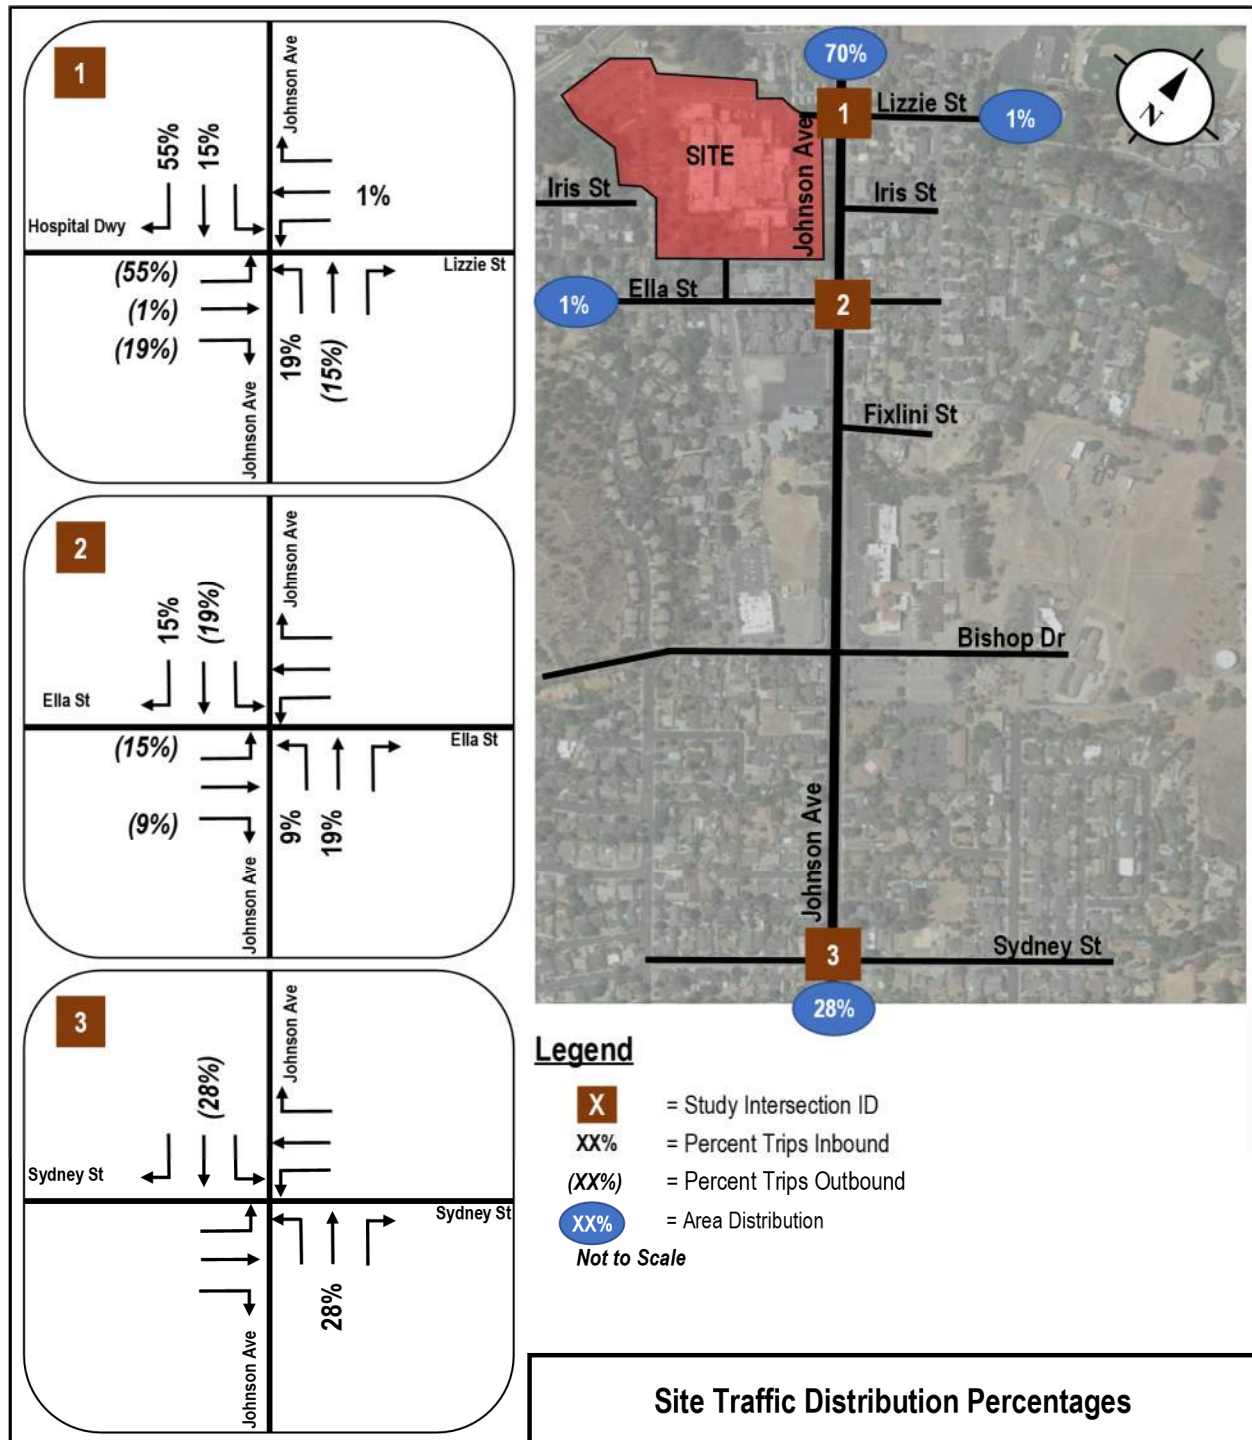 1
Johnson Ave
55%
15%
1%
Hospital Dwy
Lizzie St
(55%)
(1%)
(19%)
19%
(15%)
Johnson Ave
2
Johnson Ave
15%
(19%)
Ella St
Ella St
(15%)
(9%)
9%
19%
Johnson Ave
3
Johnson Ave
(28%)
Sydney St
Sydney St
28%
Johnson Ave
70%
1
Lizzie St
1%
N
SITE
Johnson Ave
Iris St
Iris St
Ella St
1%
2
Fixlini St
Bishop Dr
Johnson Ave
3
Sydney St
28%
Legend
X = Study Intersection ID
XX% = Percent Trips Inbound
(XX%) = Percent Trips Outbound
XX% = Area Distribution
Not to Scale
Site Traffic Distribution Percentages